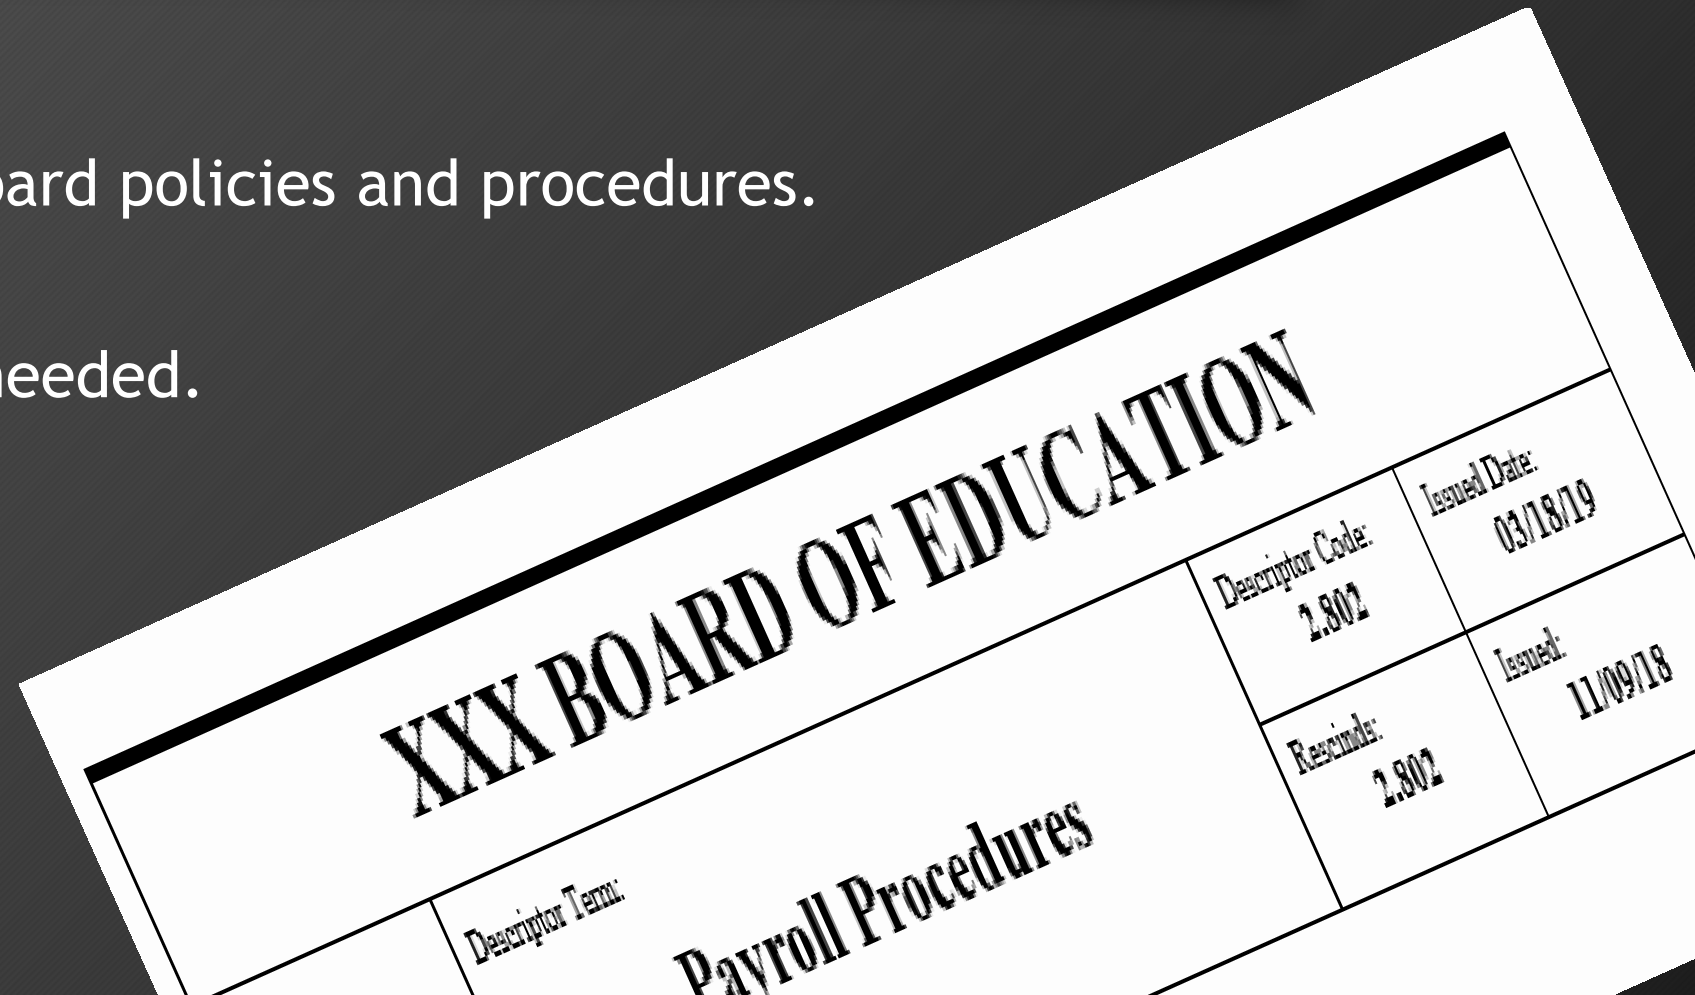 ard policies and procedures.
eeded.
XXX BOARD OF EDUCATION
Descriptor Term:
Payroll Procedures
Descriptor Code:
2.802
Issued Date:
03/18/19
Rescinds:
2.802
Issued:
11/09/18